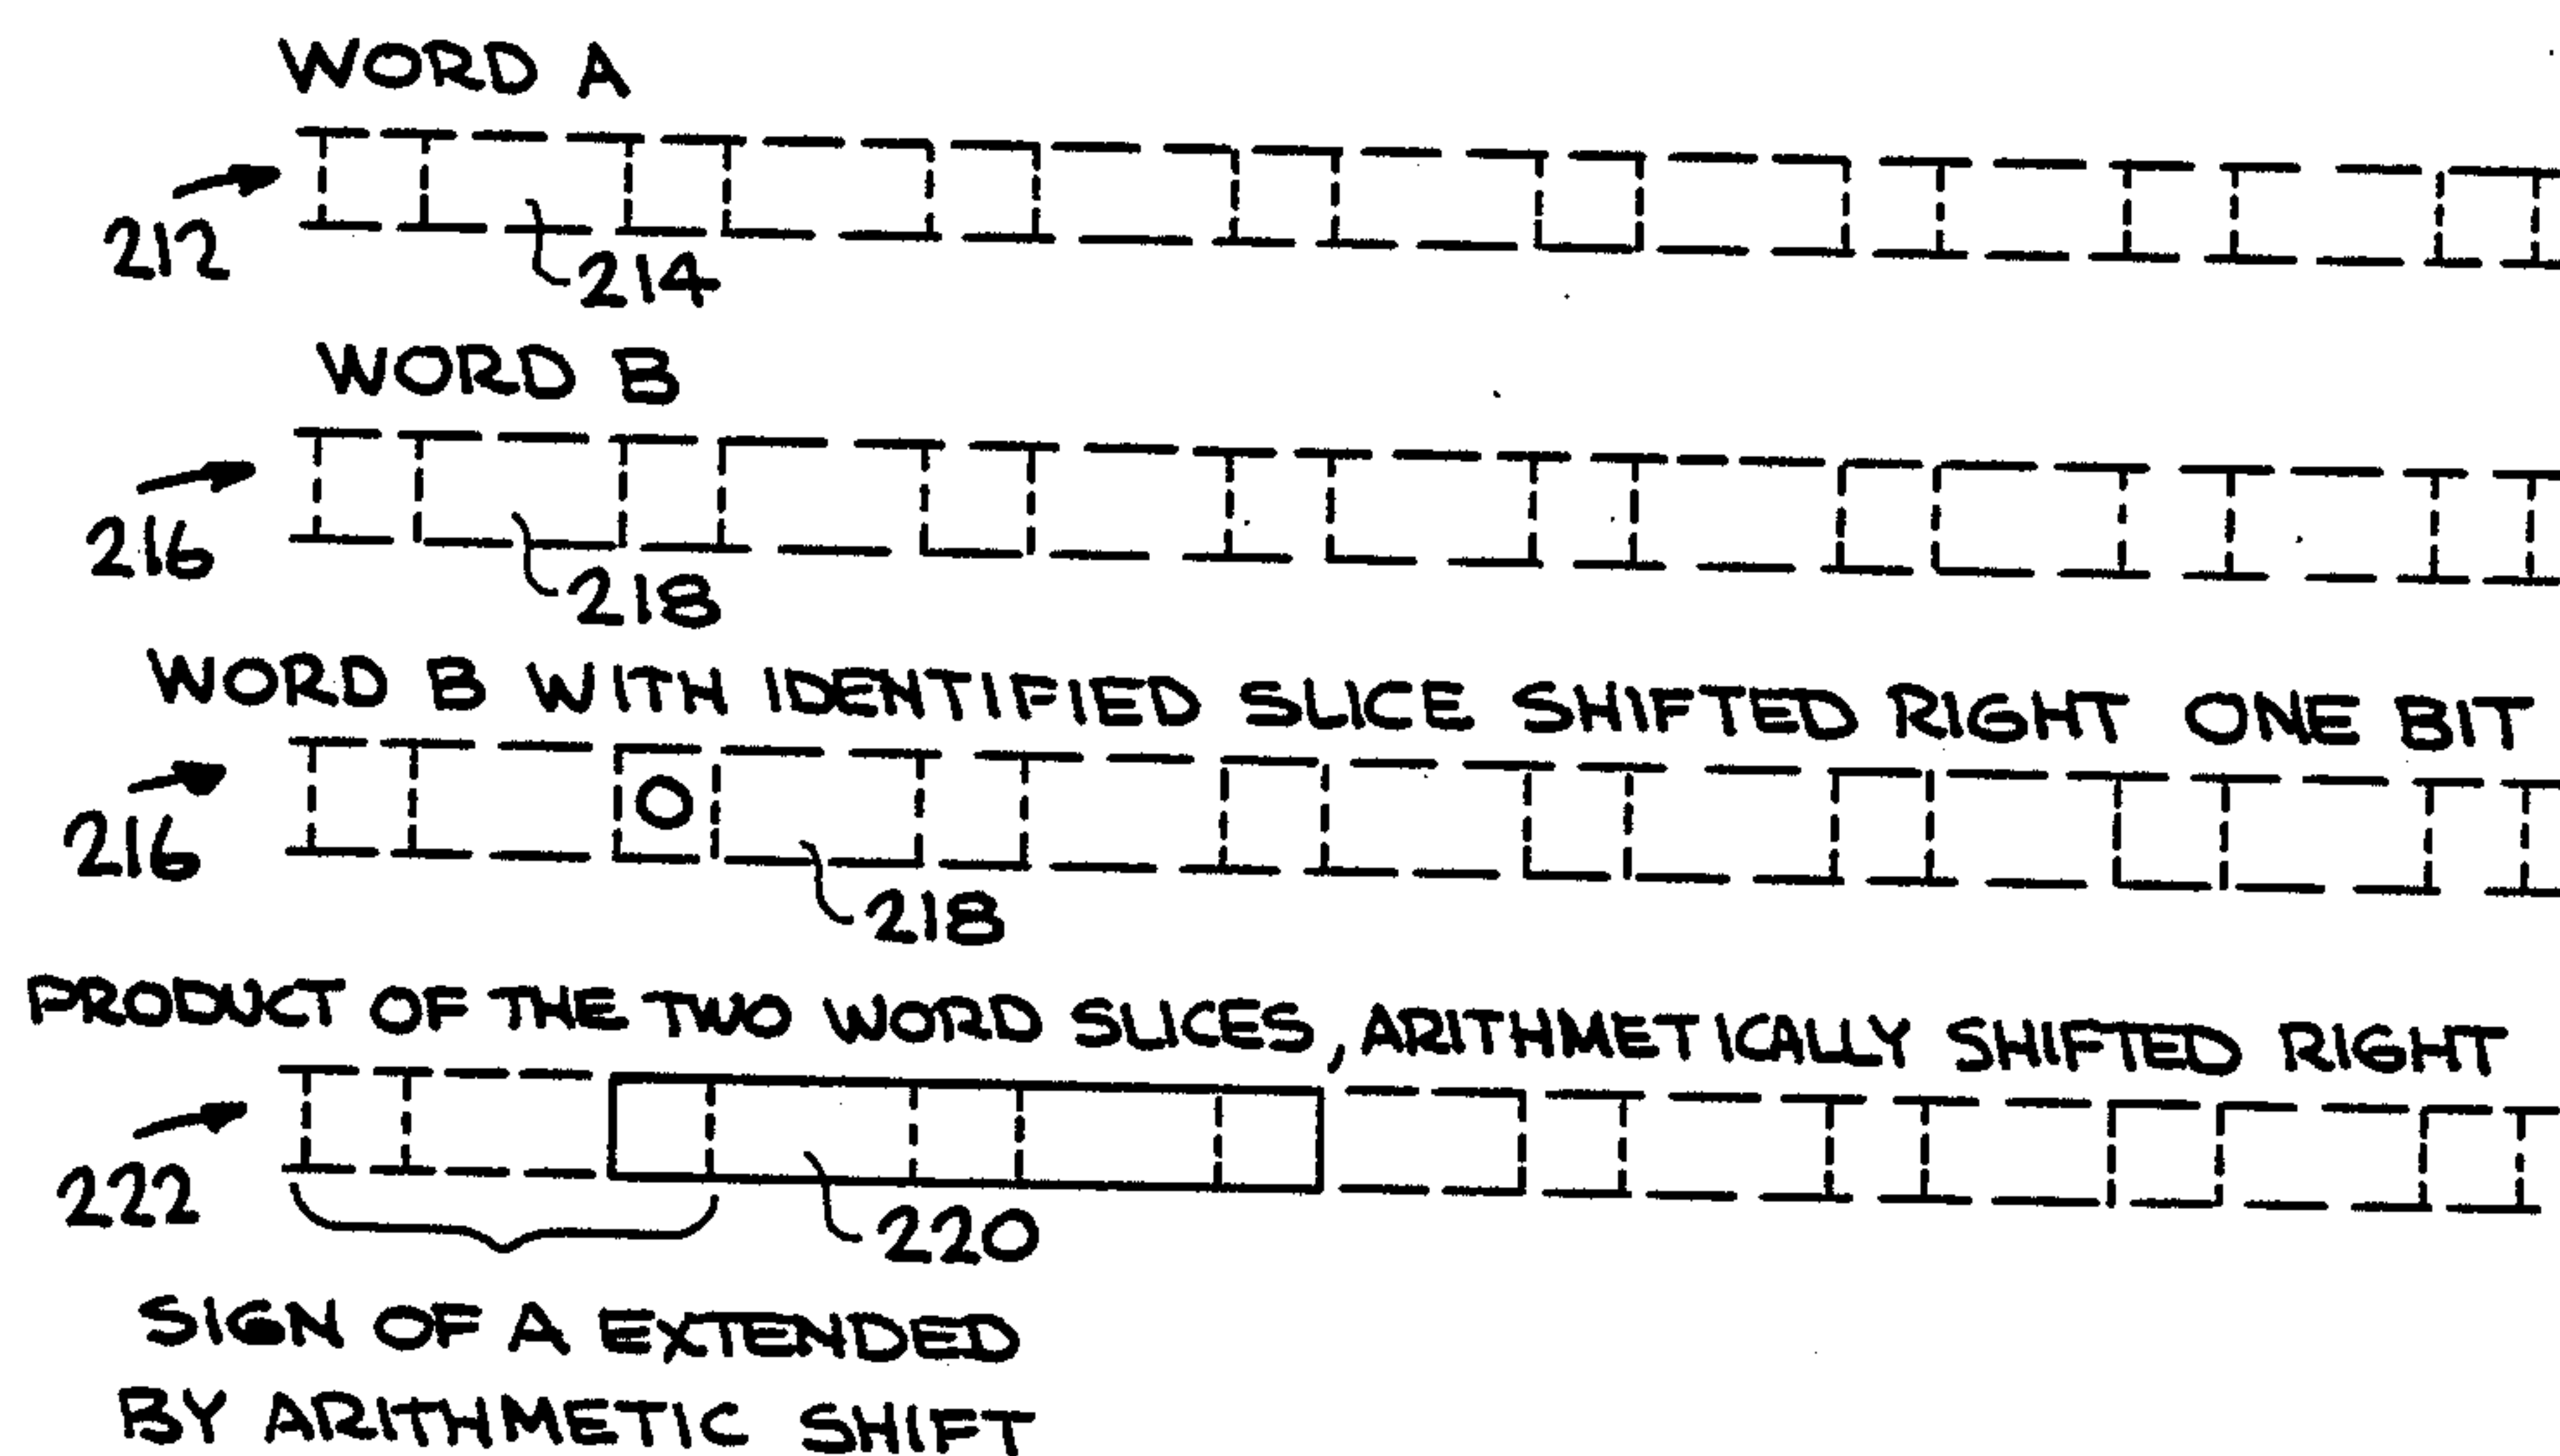 WORD A
212
214
WORD B
216
218
WORD B WITH IDENTIFIED SLICE SHIFTED RIGHT ONE BIT
0
216
218
PRODUCT OF THE TWO WORD SLICES, ARITHMETICALLY SHIFTED RIGHT
222
220
SIGN OF A EXTENDED
BY ARITHMETIC SHIFT